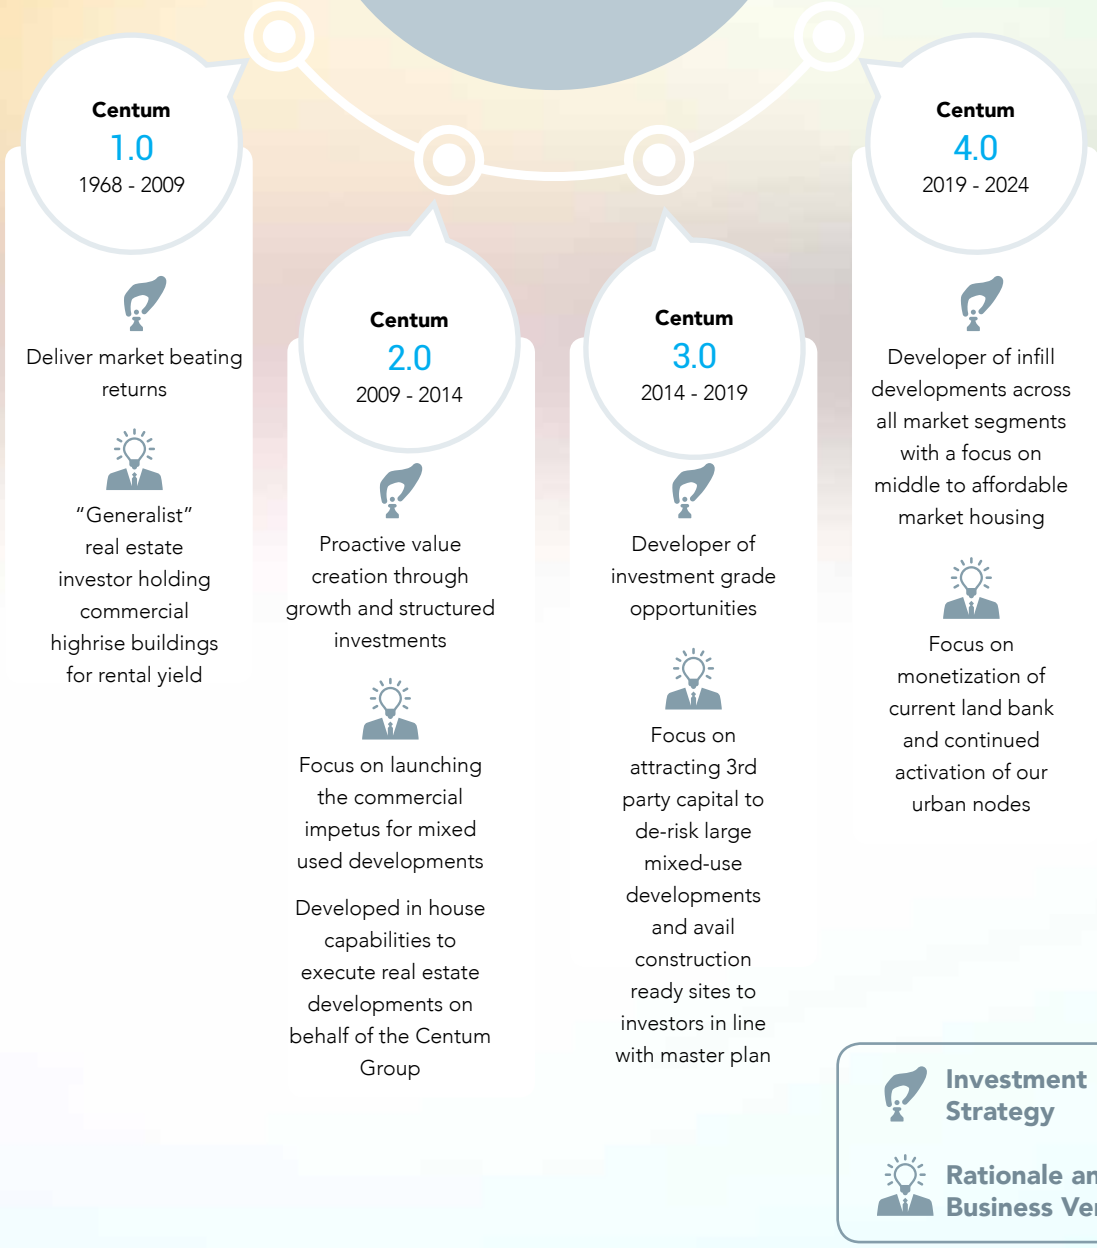 Centum
1.0
1968 - 2009
Deliver market beating
returns
“Generalist”
real estate
investor holding
commercial
highrise buildings
for rental yield
Centum
2.0
2009 - 2014
Proactive value
creation through
growth and structured
investments
Focus on launching
the commercial
impetus for mixed
used developments
Developed in house
capabilities to
execute real estate
developments on
behalf of the Centum
Group
Centum
3.0
2014 - 2019
Developer of
investment grade
opportunities
Focus on
attracting 3rd
party capital to
de-risk large
mixed-use
developments
and avail
construction
ready sites to
investors in line
with master plan
Centum
4.0
2019 - 2024
Developer of infill
developments across
all market segments
with a focus on
middle to affordable
market housing
Focus on
monetization of
current land bank
and continued
activation of our
urban nodes
Investment
Strategy
Rationale
Business